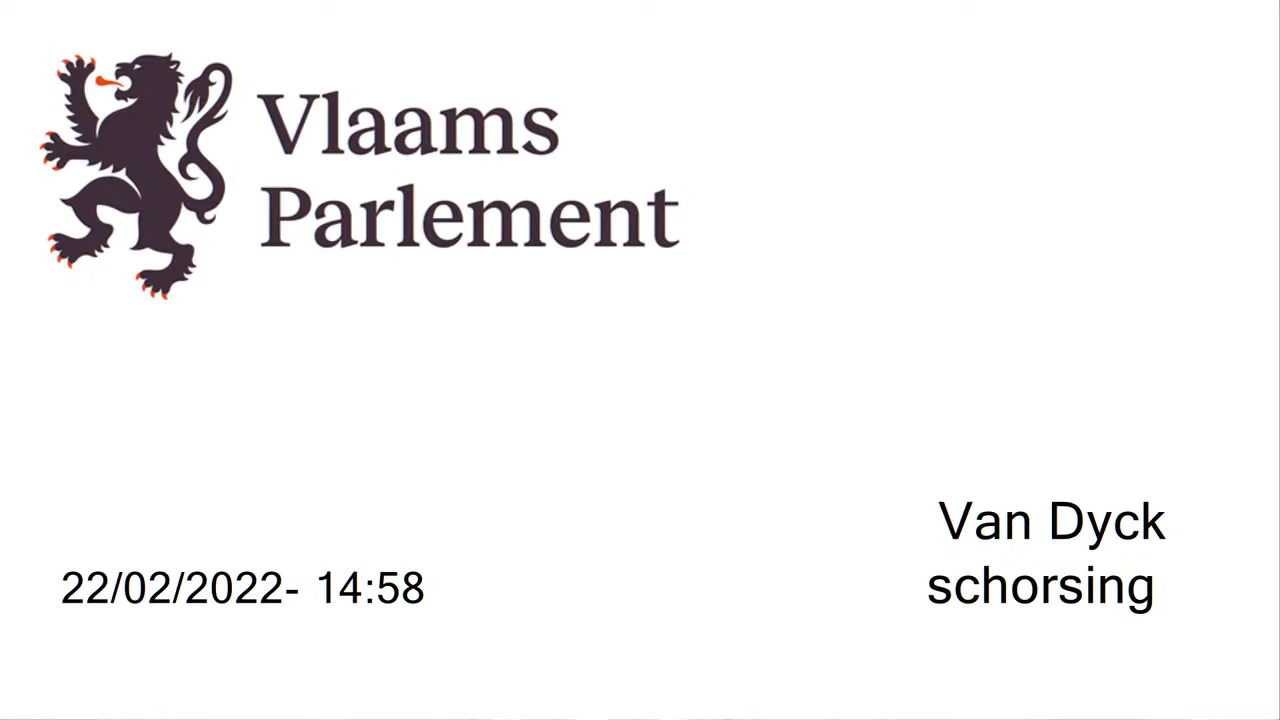 Vlaams
Parlement
Van Dyck
22/02/2022- 14:58
schorsing